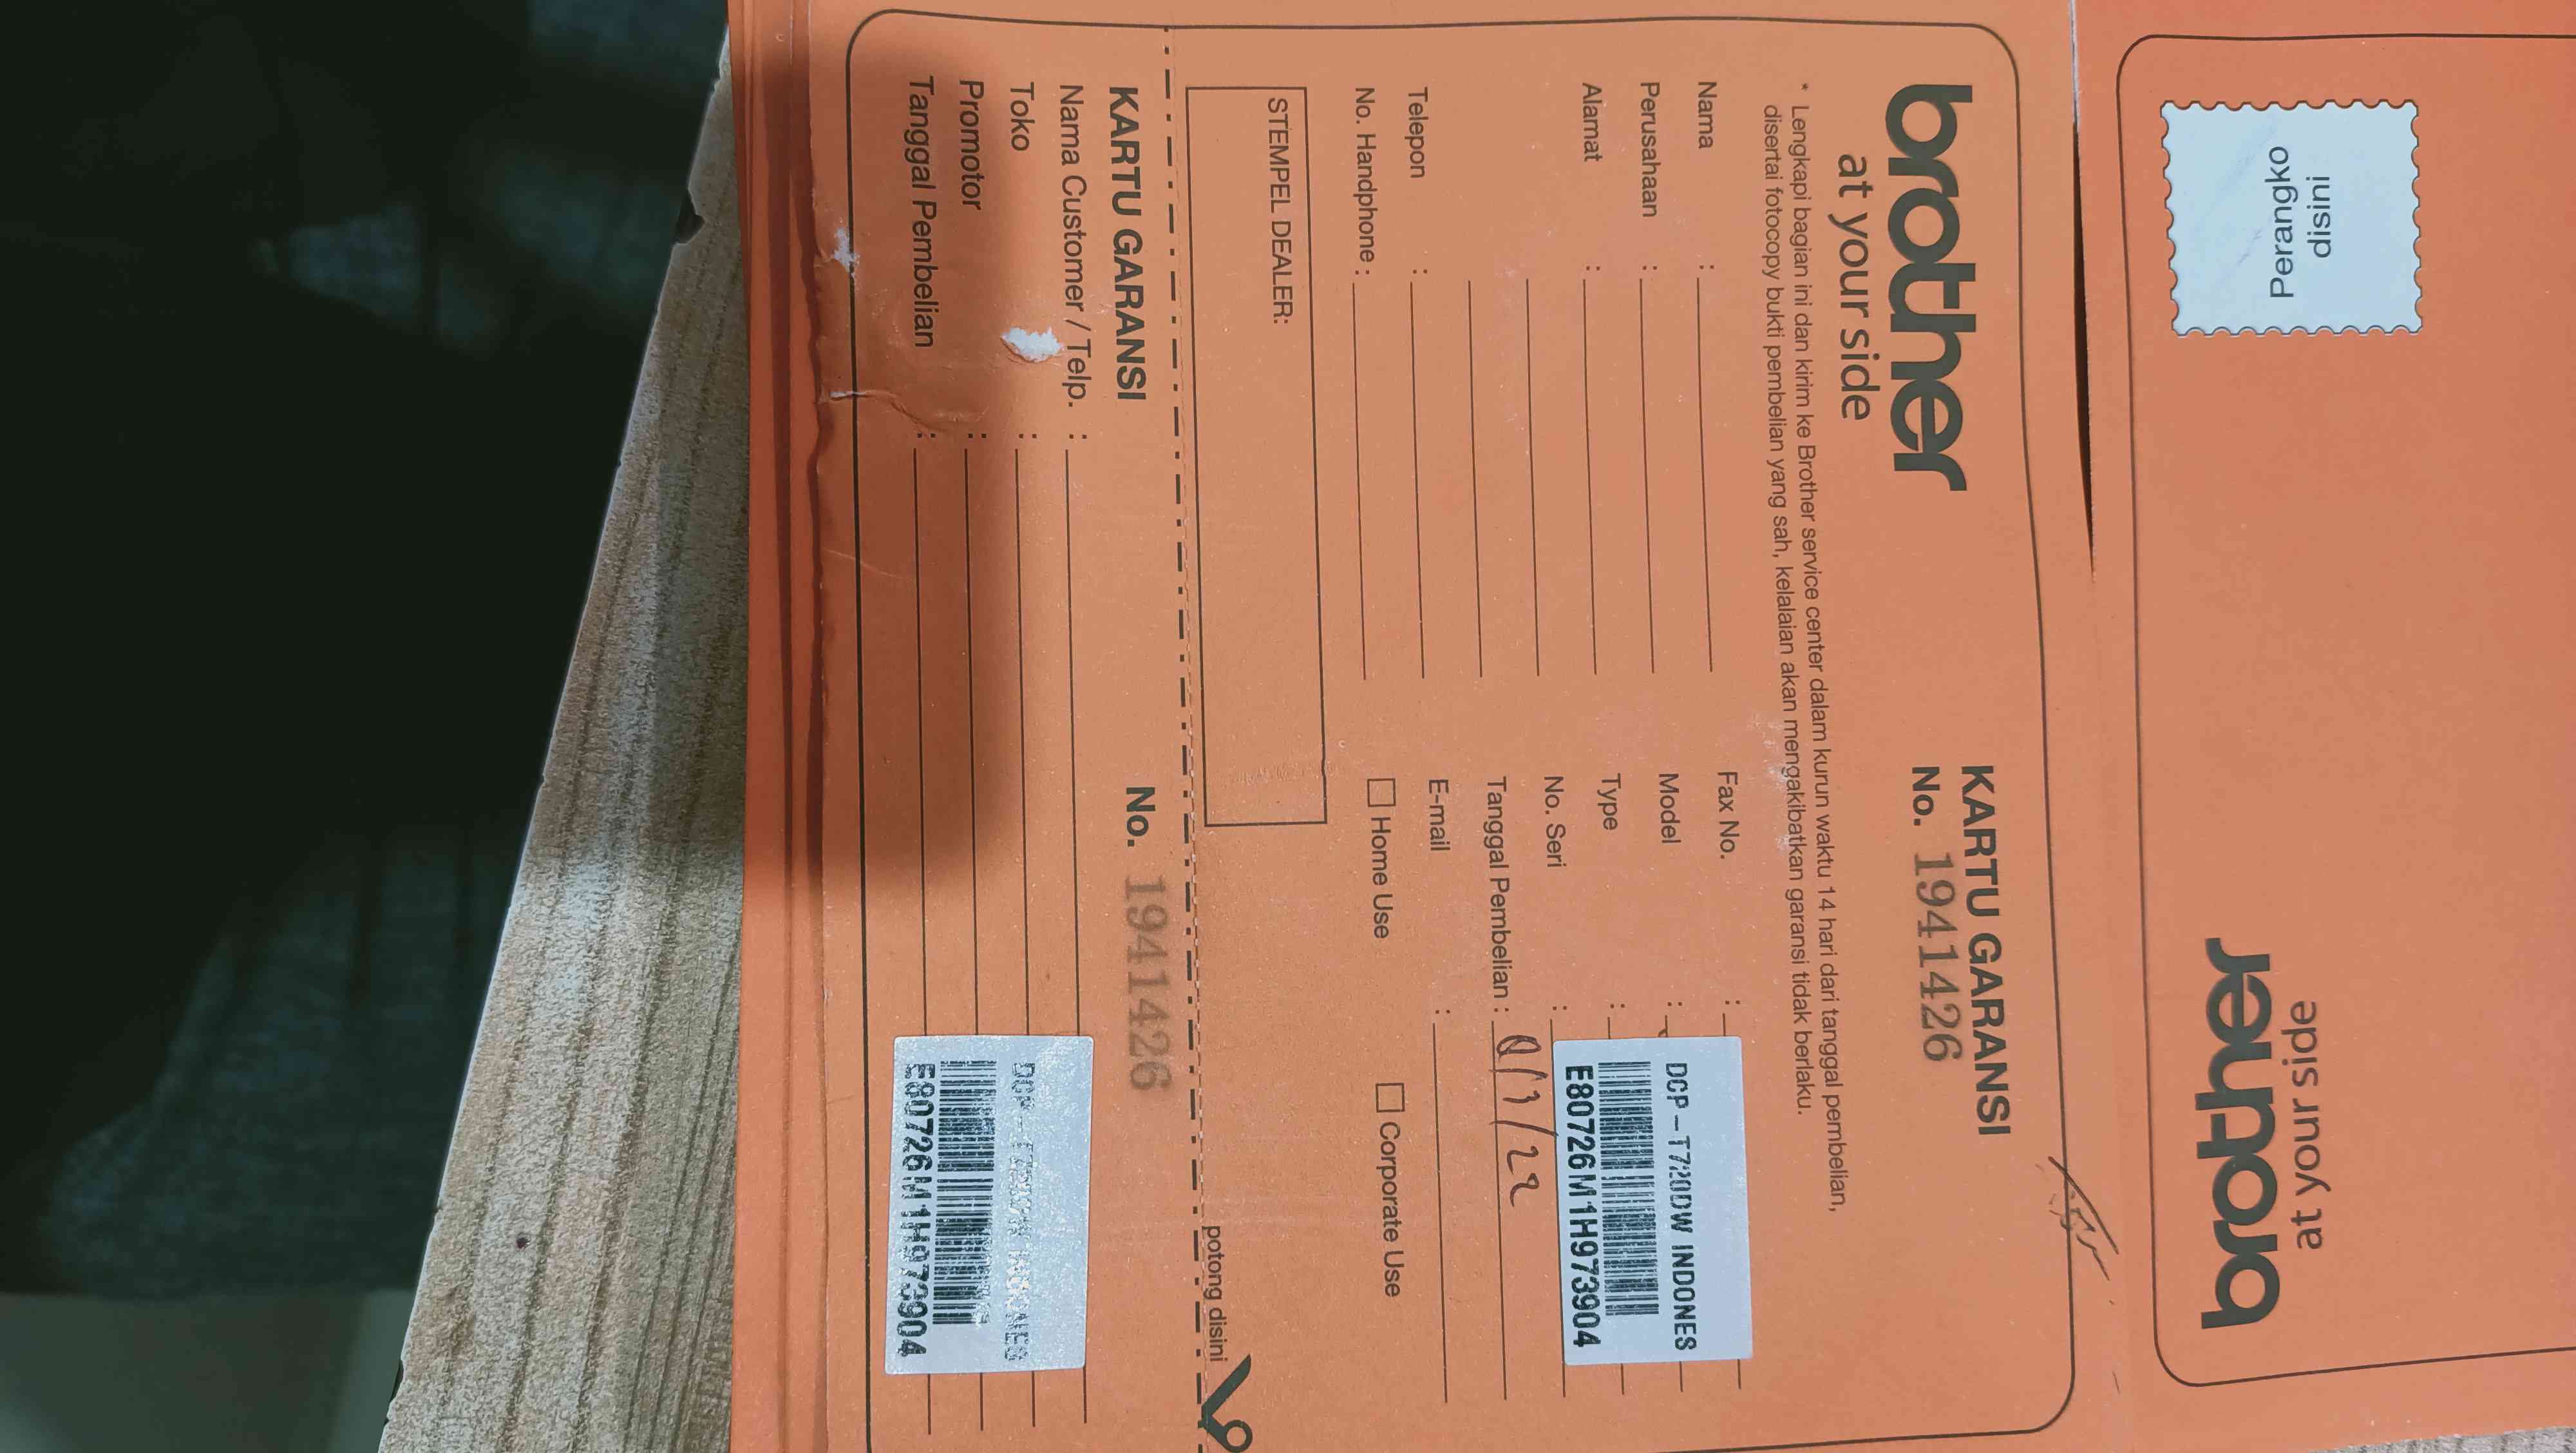 brother
at your side
KARTU GARANSI
No. 1941426
* Lengkapi bagian ini dan kirim ke Brother service center dalam kurun waktu 14 hari dari tanggal pembelian,
disertai fotocopy bukti pembelian yang sah, kelalaian akan mengakibatkan garansi tidak berlaku.
Nama :
Perusahaan :
Alamat :
Telepon :
No. Handphone :
Fax No. :
Model :
Type :
No. Seri :
DCP-T720DW INDONES
E80726M1H973904
Tanggal Pembelian : /22
E-mail :
Home Use
Corporate Use
STEMPEL DEALER:
potong disini
KARTU GARANSI
No. 1941426
Nama Customer / Telp. :
Toko :
Promotor :
Tanggal Pembelian :
E80726M1H973904
Perangko
disini
brother
at your side